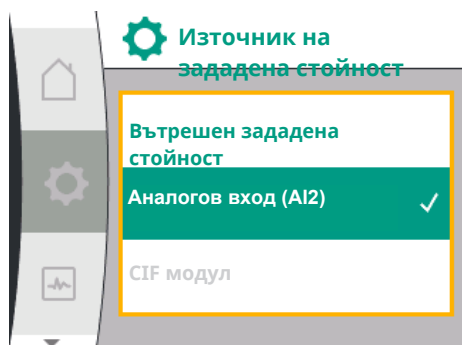 Източник на
зададена стойност
Вътрешен зададена
стойност
Аналогов вход (AI2)
CIF модул